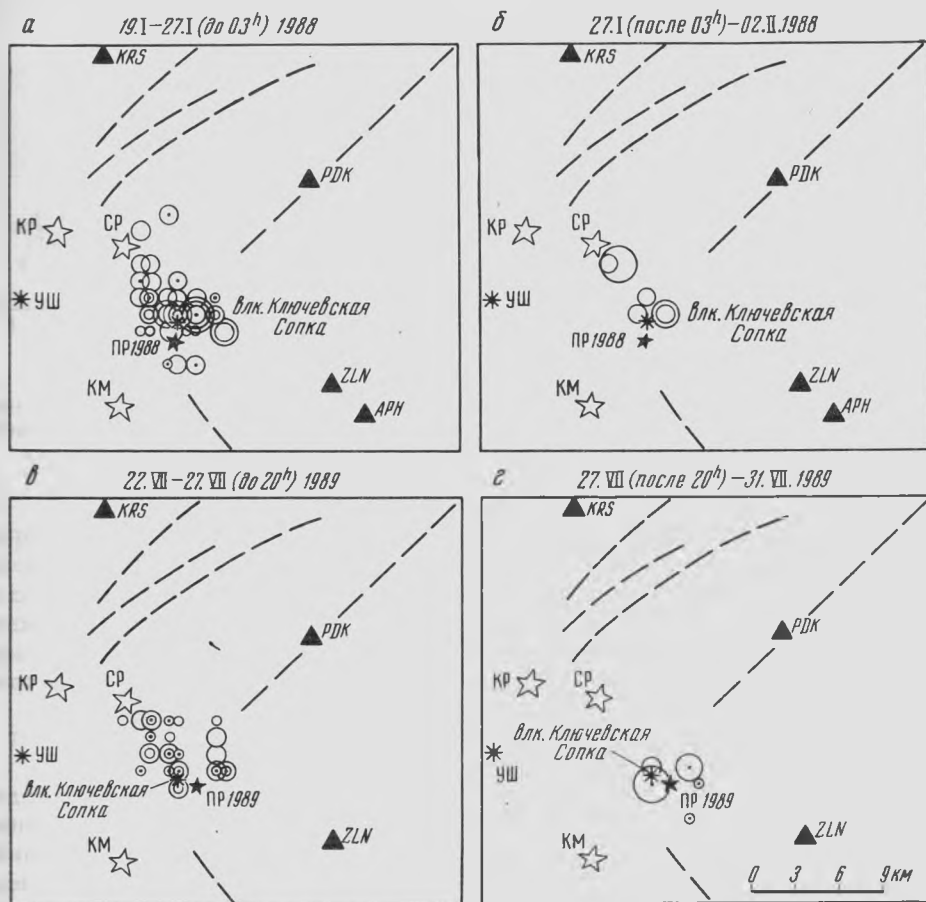 а
19.I–27.I (до 03h) 1988
KRS
PDK
КР
СР
УШ
влк. Ключевская
Сопка
ПР1988
КМ
ZLN
APH
б
27.I (после 03h)–02.II.1988
KRS
PDK
КР
СР
УШ
влк. Ключевская
Сопка
ПР1988
КМ
ZLN
APH
в
22.VII–27.VII (до 20h) 1989
KRS
PDK
КР
СР
УШ
влк. Ключевская
Сопка
ПР1989
КМ
ZLN
г
27.VII (после 20h)–31.VII.1989
KRS
PDK
КР
СР
влк. Ключевская
Сопка
УШ
ПР1989
КМ
ZLN
0 3 6 9 км